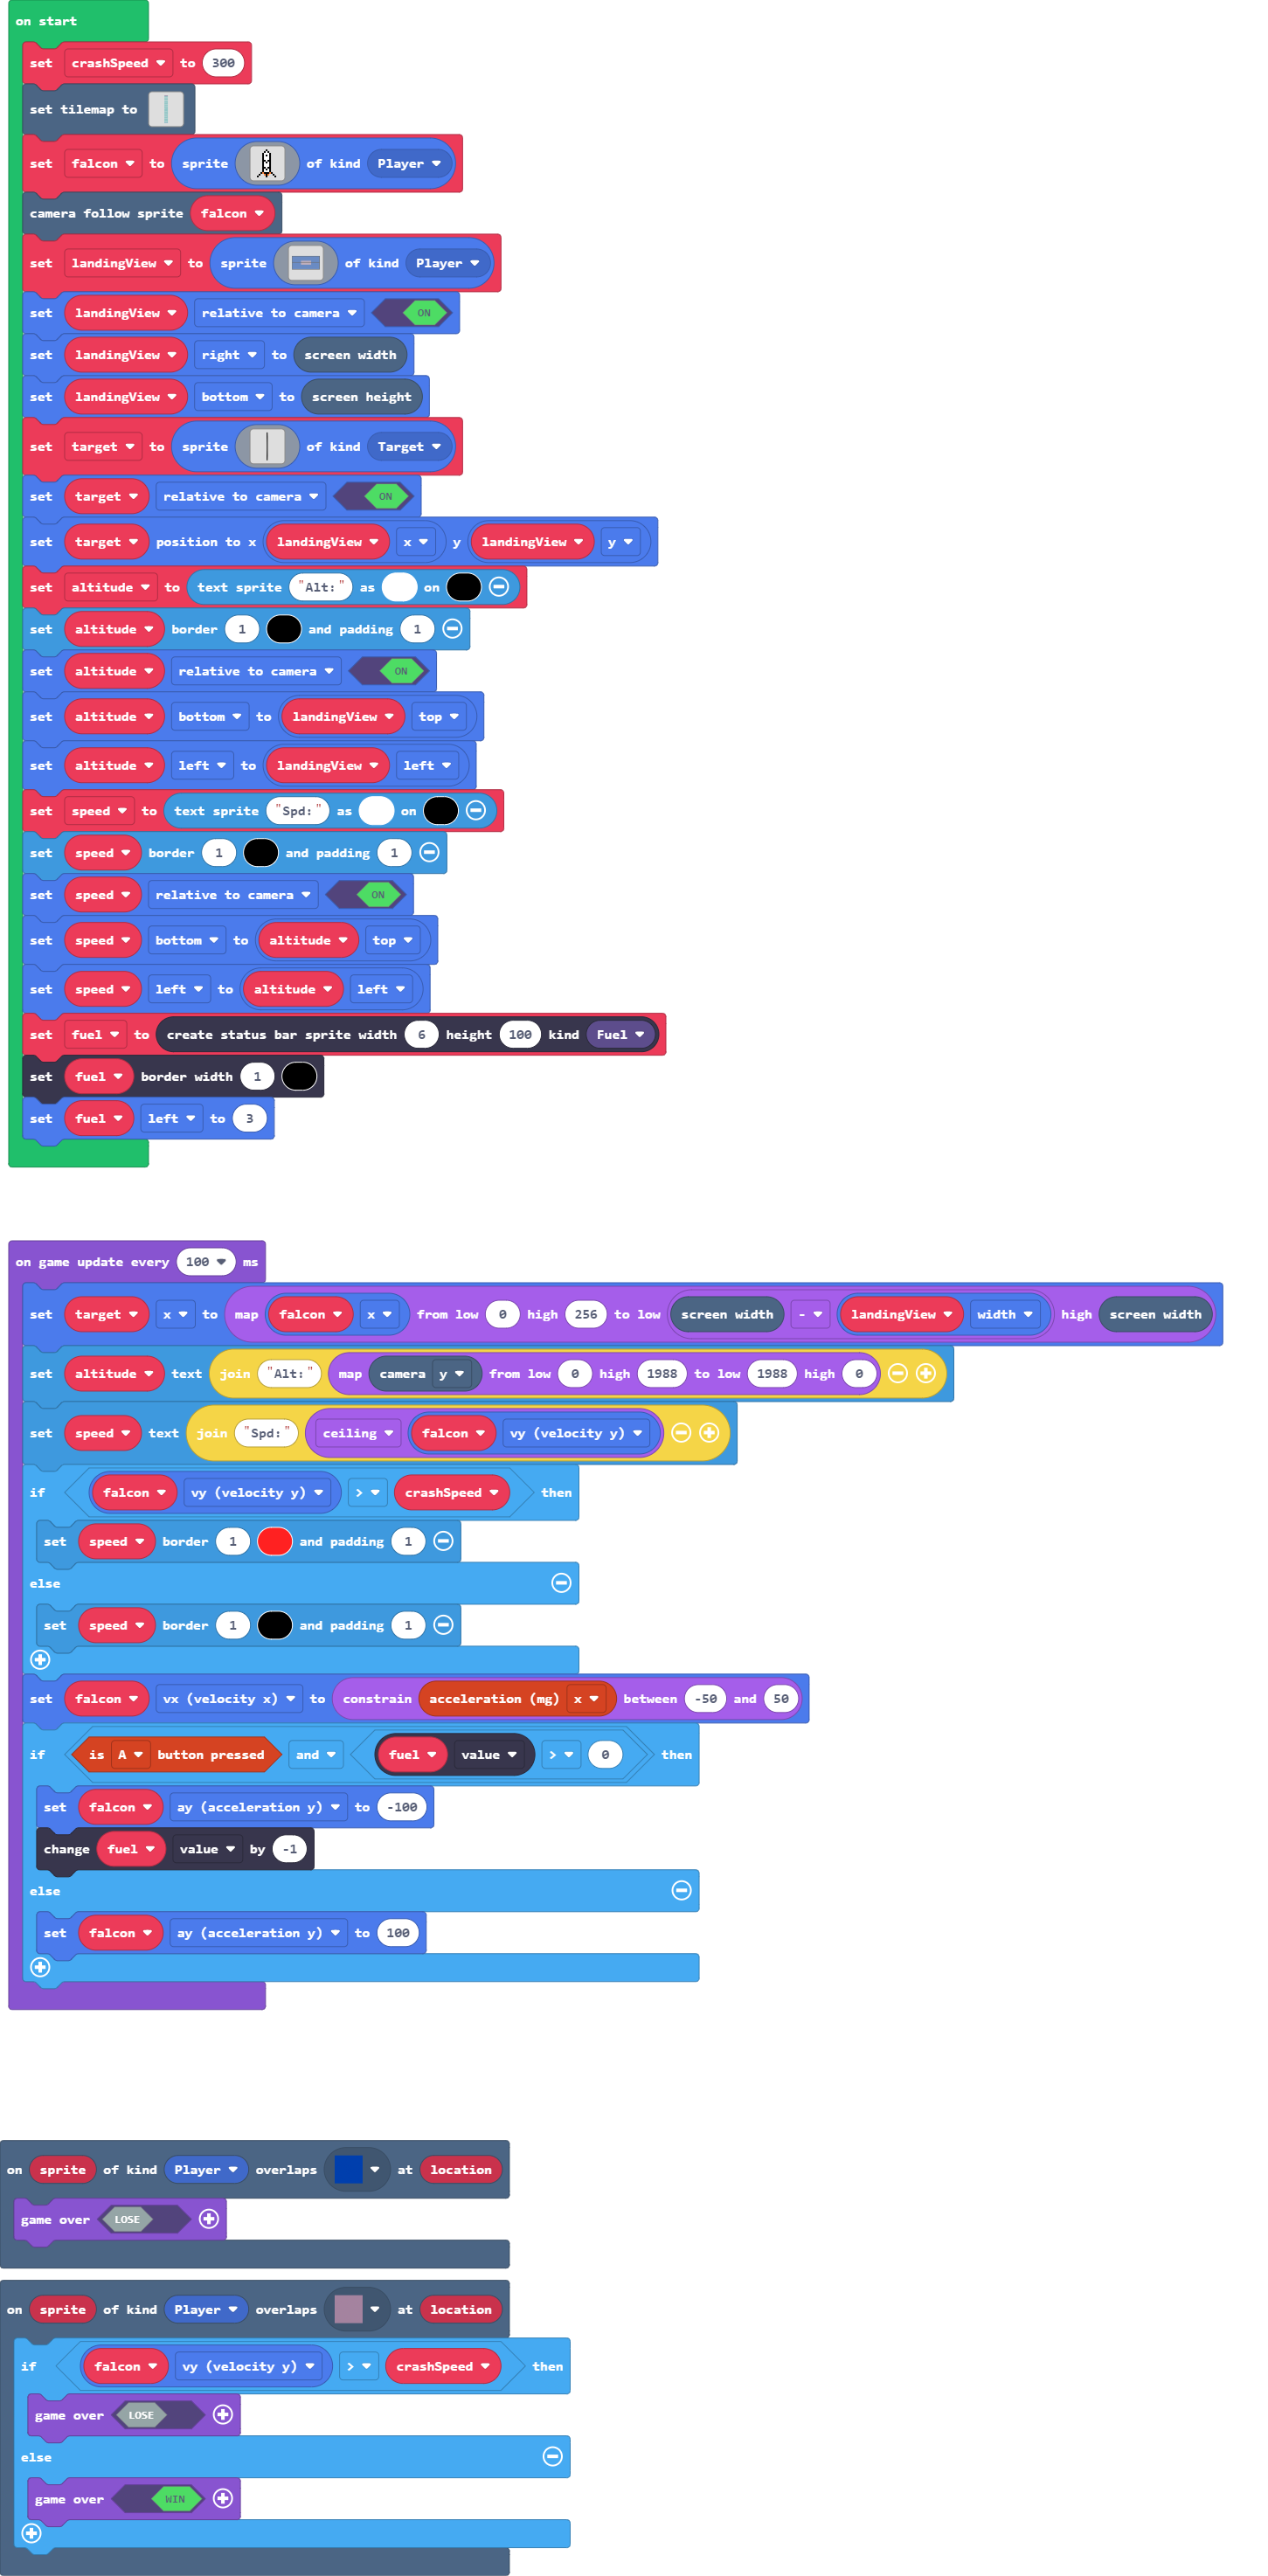 on start
set crashSpeed to 300
set tilemap to
set falcon to sprite of kind Player
camera follow sprite falcon
set landingView to sprite of kind Player
set landingView relative to camera ON
set landingView right to screen width
set landingView bottom to screen height
set target to sprite of kind Target
set target relative to camera ON
set target position to x landingView x y landingView y
set altitude to text sprite "Alt:" as on
set altitude border 1 and padding 1
set altitude relative to camera ON
set altitude bottom to landingView top
set altitude left to landingView left
set speed to text sprite "Spd:" as on
set speed border 1 and padding 1
set speed relative to camera ON
set speed bottom to altitude top
set speed left to altitude left
set fuel to create status bar sprite width 6 height 100 kind Fuel
set fuel border width 1
set fuel left to 3
on game update every 100 ms
set target x to map falcon x from low 0 high 256 to low screen width - landingView width high screen width
set altitude text join "Alt:" map camera y from low 0 high 1988 to low 1988 high 0
set speed text join "Spd:" ceiling falcon vy (velocity y)
if falcon vy (velocity y) > crashSpeed then
set speed border 1 and padding 1
else
set speed border 1 and padding 1
set falcon vx (velocity x) to constrain acceleration (mg) x between -50 and 50
if is A button pressed and fuel value > 0 then
set falcon ay (acceleration y) to -100
change fuel value by -1
else
set falcon ay (acceleration y) to 100
on sprite of kind Player overlaps at location
game over LOSE
on sprite of kind Player overlaps at location
if falcon vy (velocity y) > crashSpeed then
game over LOSE
else
game over WIN